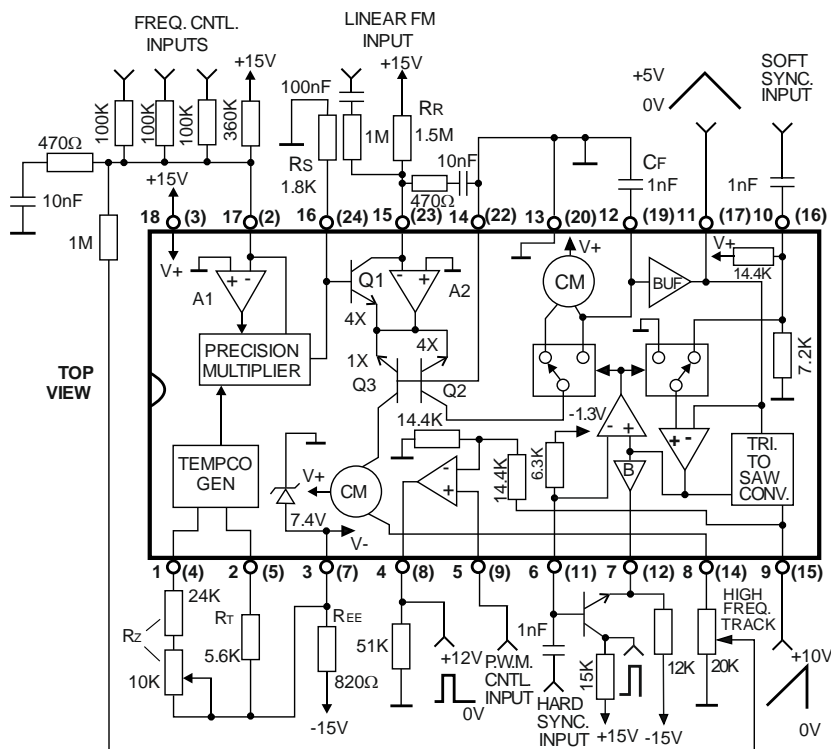 FREQ. CNTL.
INPUTS
LINEAR FM
INPUT
SOFT
SYNC.
INPUT
+15V
+15V
+5V
0V
100K
100K
100K
360K
100nF
1M
RR
1.5M
470Ω
10nF
RS
1.8K
470Ω
10nF
CF
1nF
1nF
+15V
1M
18 (3)
17 (2)
16 (24)
15 (23)
14 (22)
13 (20)
12 (19)
11 (17)
10 (16)
V+
A1
+ -
Q1
4X
- +
A2
V+
CM
BUF
V+
14.4K
7.2K
TOP
VIEW
PRECISION
MULTIPLIER
1X
4X
Q3
Q2
14.4K
-1.3V
- +
+ -
TEMPCO
GEN
V+
CM
7.4V
V-
-
+
14.4K
6.3K
B
TRI.
TO
SAW
CONV.
1 (4)
2 (5)
3 (7)
4 (8)
5 (9)
6 (11)
7 (12)
8 (14)
9 (15)
24K
RZ
10K
RT
5.6K
REE
820Ω
-15V
51K
+12V
0V
P.W.M.
CNTL
INPUT
1nF
HARD
SYNC.
INPUT
15K
+15V
12K
-15V
HIGH
FREQ.
TRACK
20K
+10V
0V